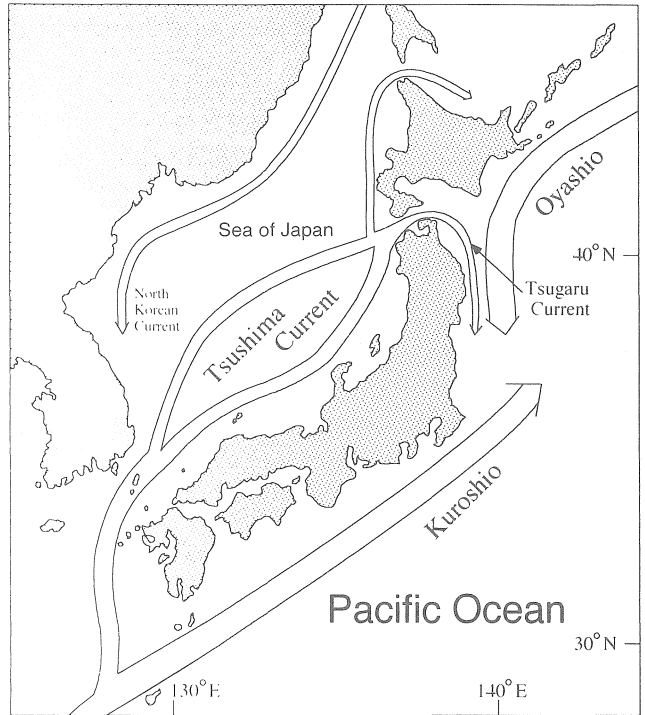 Oyashio
Sea of Japan
40°N
North
Korean
Current
Tsugaru
Current
Tsushima
Current
Kuroshio
Pacific Ocean
30°N
130°E
140°E